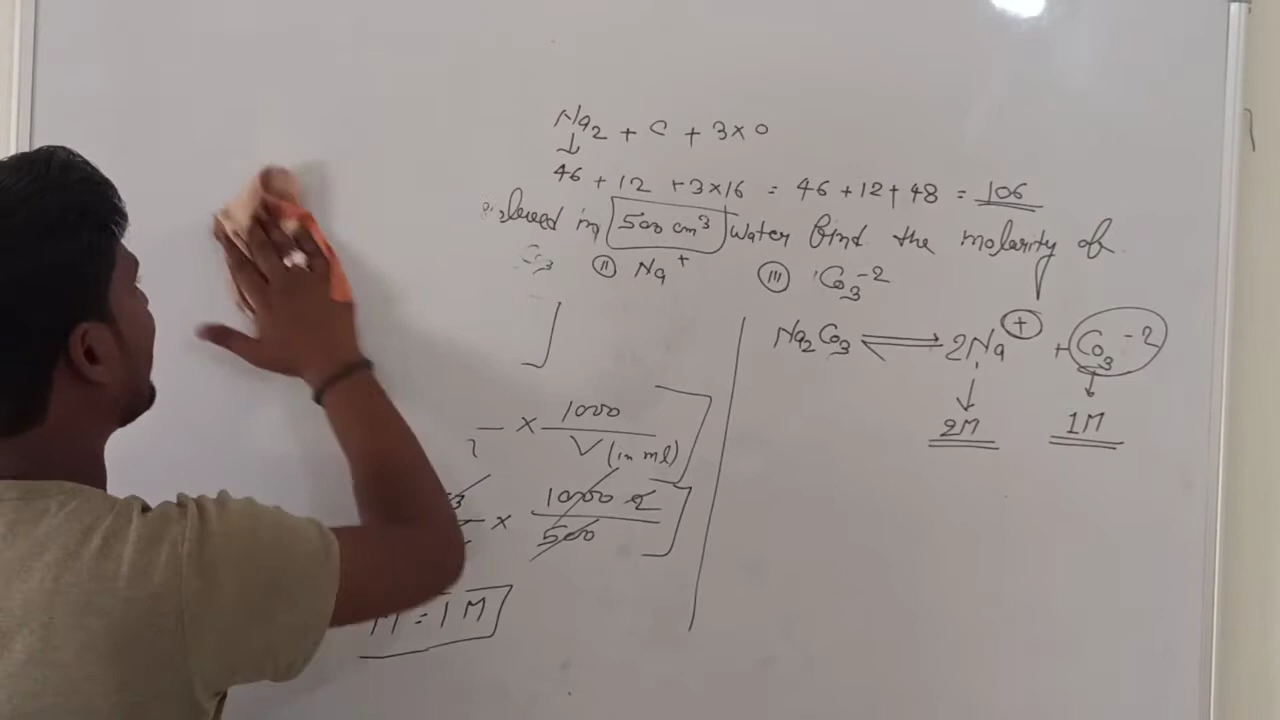 Na2 + C + 3×O
46 + 12 + 3×16 = 46+12+48 = 106
in 500 cm³ Water find the molarity of
II Na+ III Co3-2
Na2Co3 ⇌ 2Na+ + Co3-2
2M 1M
× 1000 / V (in ml)
× 1000 2 / 500
M = 1M